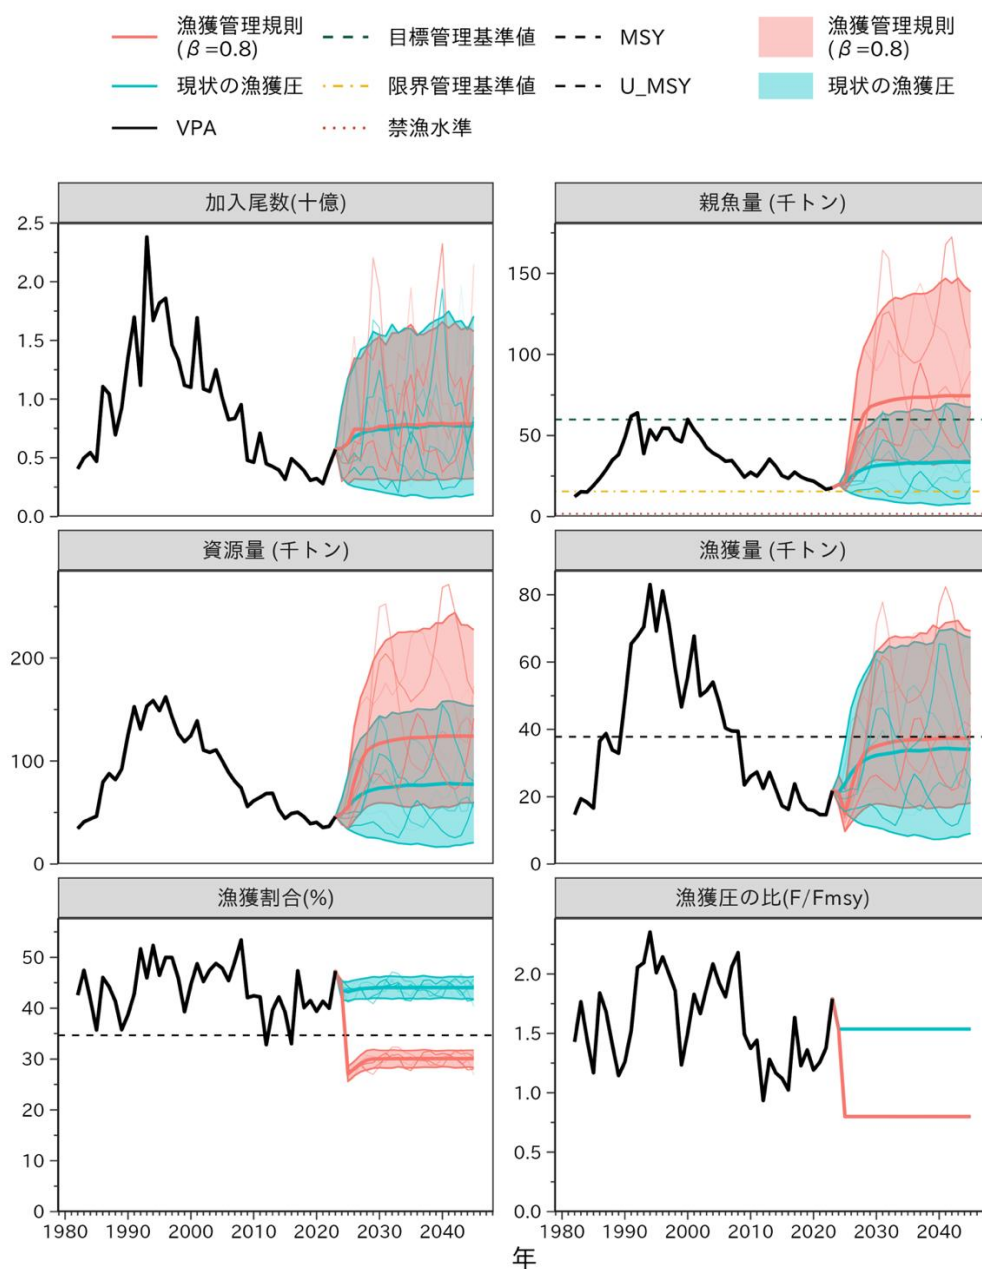 漁獲管理規則
(β=0.8)
目標管理基準値
MSY
漁獲管理規則
(β=0.8)
現状の漁獲圧
限界管理基準値
U_MSY
現状の漁獲圧
VPA
禁漁水準
加入尾数(十億)
2.5
2.0
1.5
1.0
0.5
0.0
親魚量 (千トン)
150
100
50
0
資源量 (千トン)
200
100
0
漁獲量 (千トン)
80
60
40
20
0
漁獲割合(%)
50
40
30
20
10
0
1980 1990 2000 2010 2020 2030 2040
漁獲圧の比(F/Fmsy)
2.0
1.5
1.0
0.5
0.0
1980 1990 2000 2010 2020 2030 2040
年